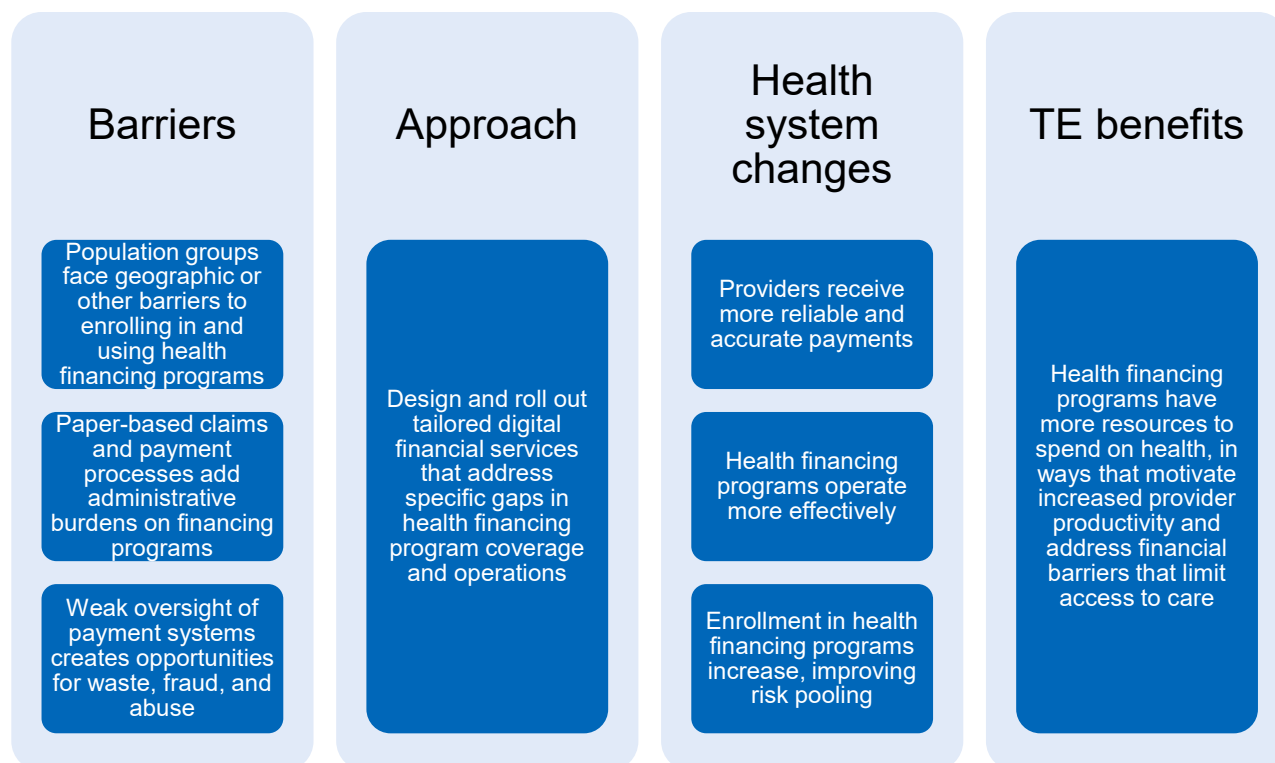 Barriers
Population groups
face geographic or
other barriers to
enrolling in and
using health
financing programs
Paper-based claims
and payment
processes add
administrative
burdens on financing
programs
Weak oversight of
payment systems
creates opportunities
for waste, fraud, and
abuse
Approach
Design and roll out
tailored digital
financial services
that address
specific gaps in
health financing
program coverage
and operations
Health
system
changes
Providers receive
more reliable and
accurate payments
Health financing
programs operate
more effectively
Enrollment in health
financing programs
increase, improving
risk pooling
TE benefits
Health financing
programs have
more resources to
spend on health, in
ways that motivate
increased provider
productivity and
address financial
barriers that limit
access to care